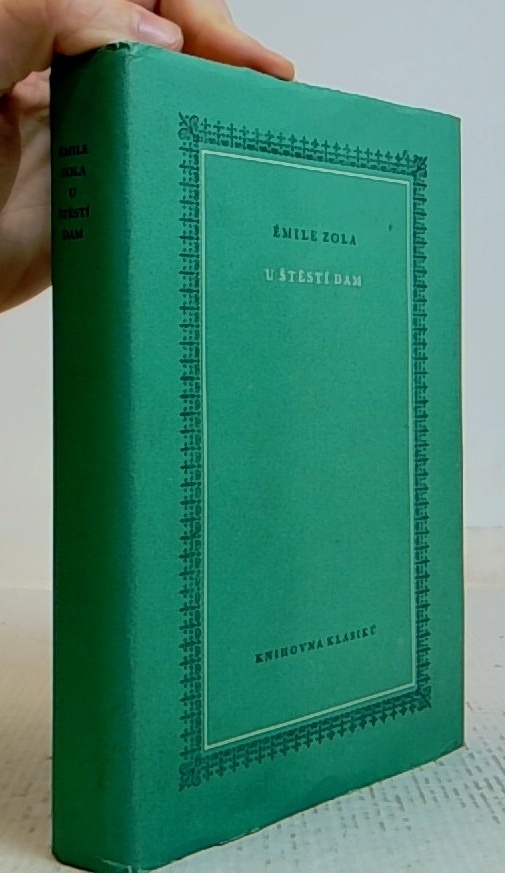 ÉMILE
ZOLA
U
ŠTĚSTÍ
DAM
ÉMILE ZOLA
U ŠTĚSTÍ DAM
KNIHOVNA KLASIKŮ